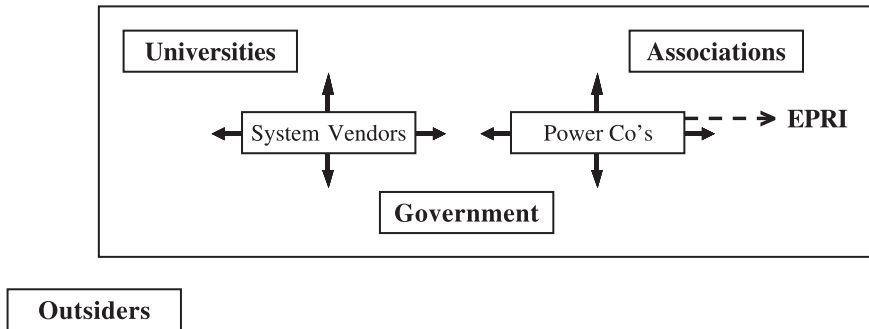 Universities
Associations
System Vendors
Power Co’s
EPRI
Government
Outsiders